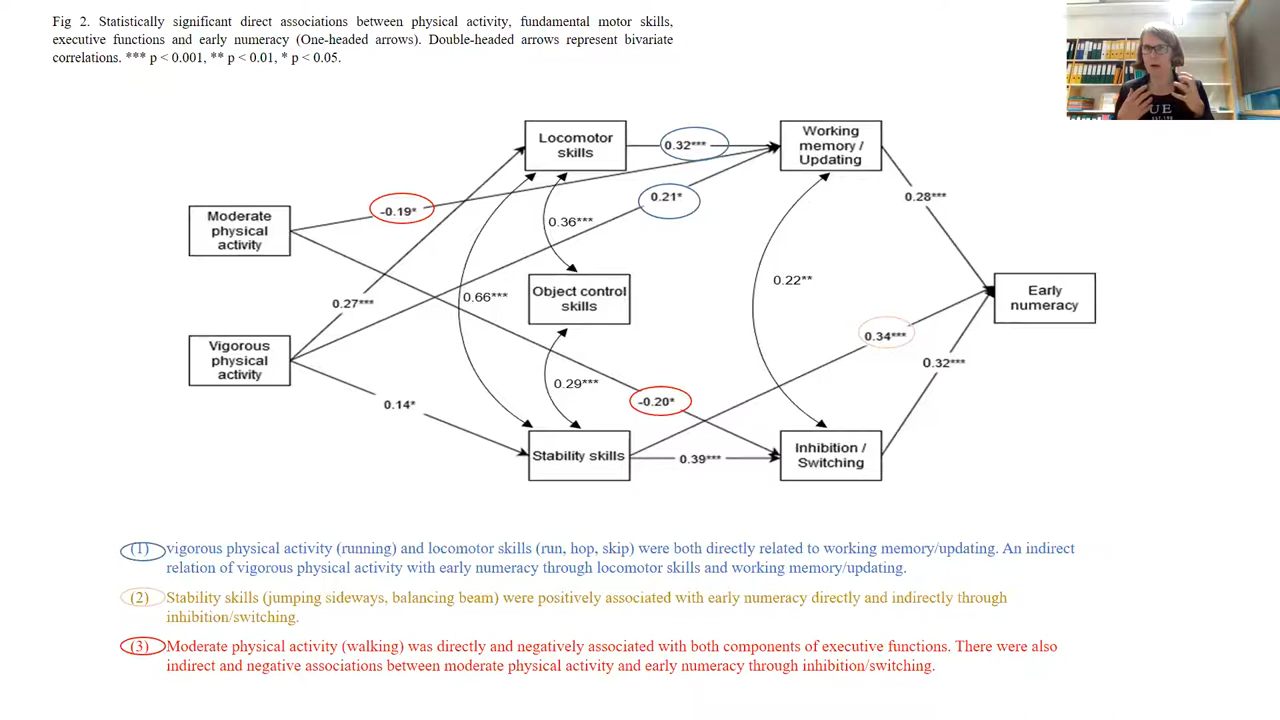 Fig 2. Statistically significant direct associations between physical activity, fundamental motor skills,
executive functions and early numeracy (One-headed arrows). Double-headed arrows represent bivariate
correlations. *** p < 0.001, ** p < 0.01, * p < 0.05.
UE
Locomotor
skills
0.32***
Working
memory /
Updating
-0.19*
0.21*
0.28***
Moderate
physical
activity
0.36***
0.27***
0.66***
Object control
skills
0.22**
Early
numeracy
Vigorous
physical
activity
0.34***
0.32***
0.29***
0.14*
-0.20*
Stability skills
0.39***
Inhibition /
Switching
(1) vigorous physical activity (running) and locomotor skills (run, hop, skip) were both directly related to working memory/updating. An indirect
relation of vigorous physical activity with early numeracy through locomotor skills and working memory/updating.
(2) Stability skills (jumping sideways, balancing beam) were positively associated with early numeracy directly and indirectly through
inhibition/switching.
(3) Moderate physical activity (walking) was directly and negatively associated with both components of executive functions. There were also
indirect and negative associations between moderate physical activity and early numeracy through inhibition/switching.